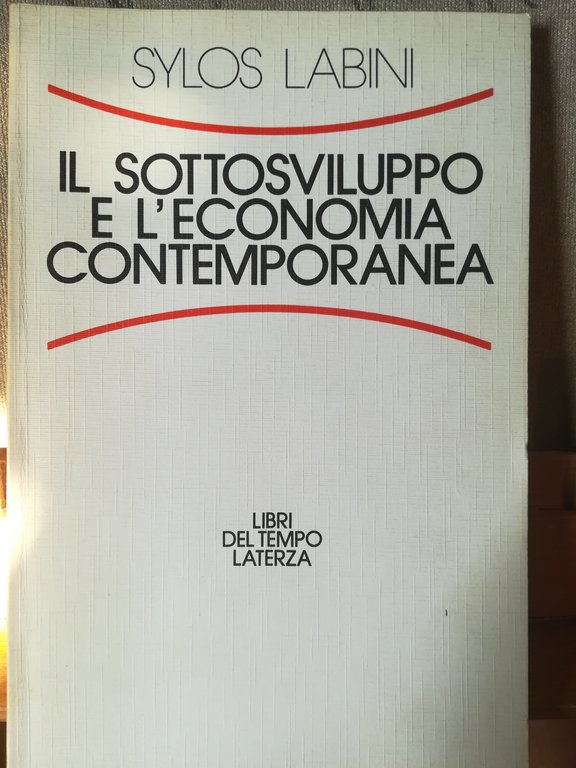 SYLOS LABINI
IL SOTTOSVILUPPO
E L'ECONOMIA
CONTEMPORANEA
LIBRI
DEL TEMPO
LATERZA